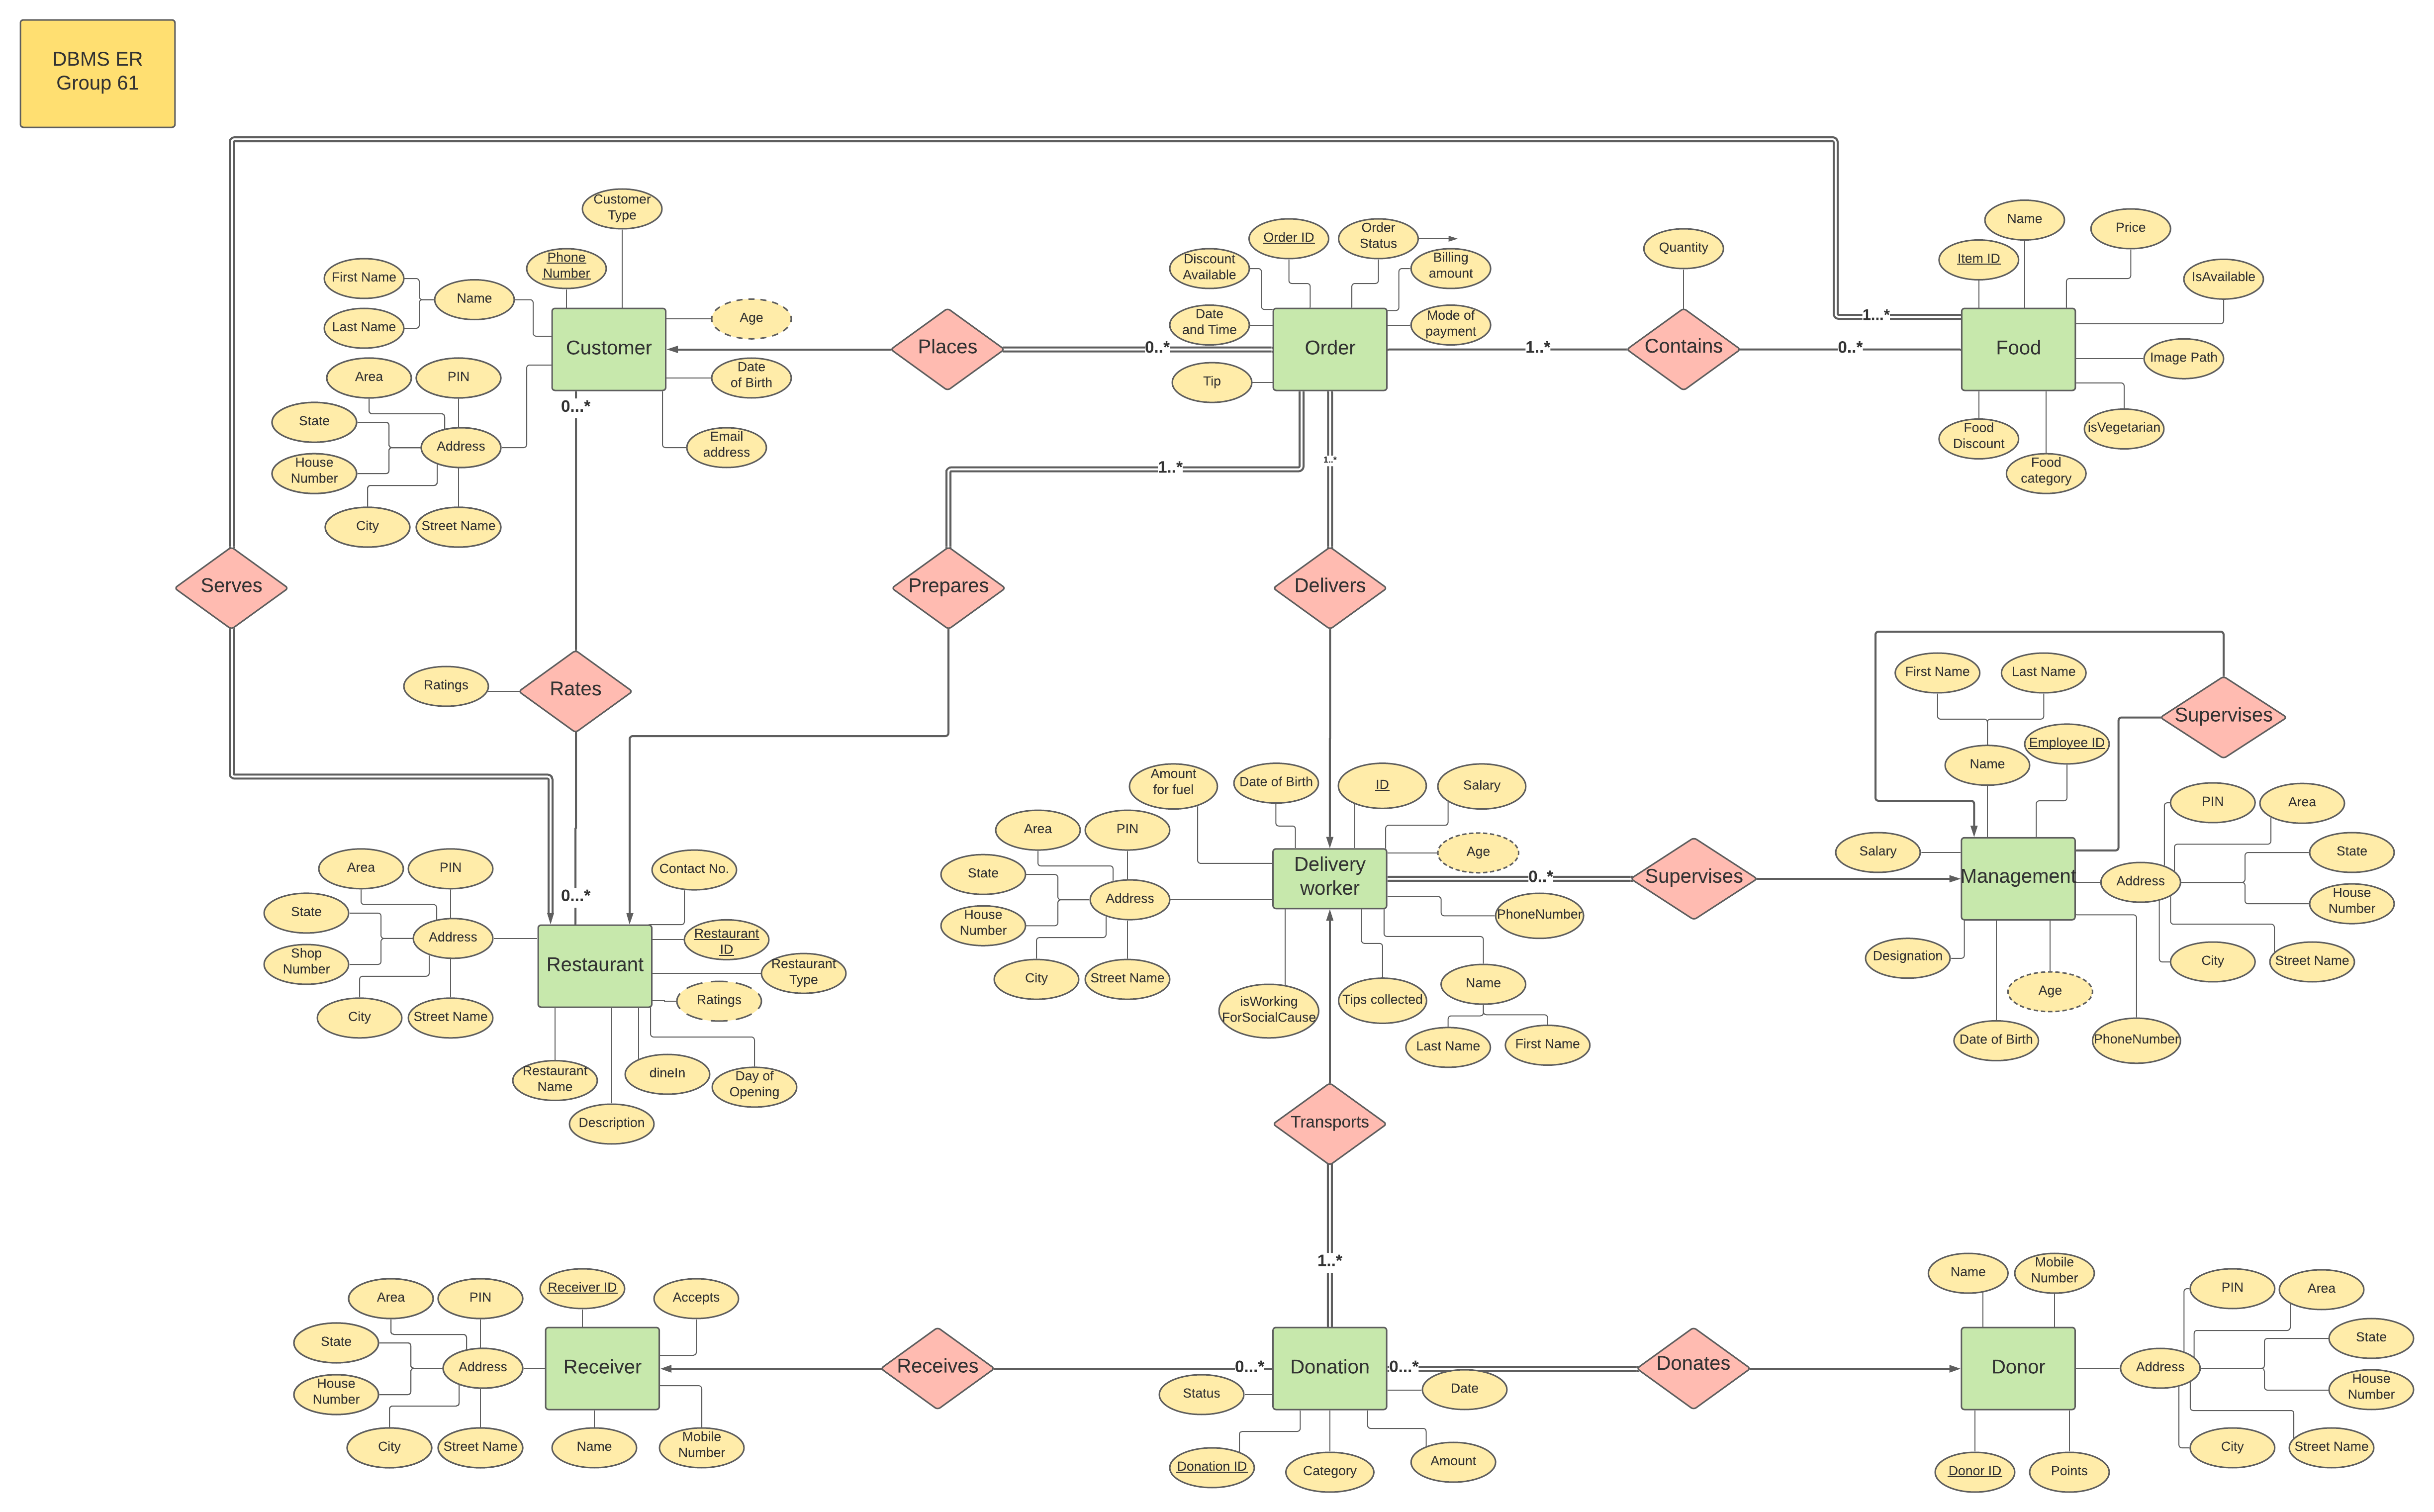 DBMS ER
Group 61
Customer
Type
Phone
Number
First Name
Name
Last Name
Age
Customer
Date
of Birth
Email
address
Area
PIN
State
Address
House
Number
City
Street Name
Places
0..*
Order ID
Order
Status
Discount
Available
Billing
amount
Date
and Time
Mode of
payment
Order
Tip
Quantity
1..*
Contains
0..*
Name
Price
Item ID
IsAvailable
1...*
Food
Image Path
isVegetarian
Food
Discount
Food
category
0...*
1..*
1..*
Serves
Prepares
Delivers
Ratings
Rates
0...*
First Name
Last Name
Supervises
Employee ID
Name
Salary
Management
PIN
Area
State
Address
House
Number
City
Street Name
Designation
Age
Date of Birth
PhoneNumber
Amount
for fuel
Date of Birth
ID
Salary
Age
Area
PIN
State
Address
House
Number
City
Street Name
Delivery
worker
0..*
Supervises
PhoneNumber
isWorking
ForSocialCause
Tips collected
Name
Last Name
First Name
Area
PIN
State
Address
Shop
Number
City
Street Name
Restaurant
Contact No.
Restaurant
ID
Restaurant
Type
Ratings
Restaurant
Name
dineIn
Day of
Opening
Description
Transports
1..*
Area
PIN
Receiver ID
Accepts
State
Address
House
Number
City
Street Name
Receiver
Name
Mobile
Number
Receives
0...*
Donation
0...*
Donates
Status
Date
Donation ID
Category
Amount
Name
Mobile
Number
Donor
PIN
Area
State
Address
House
Number
City
Street Name
Donor ID
Points